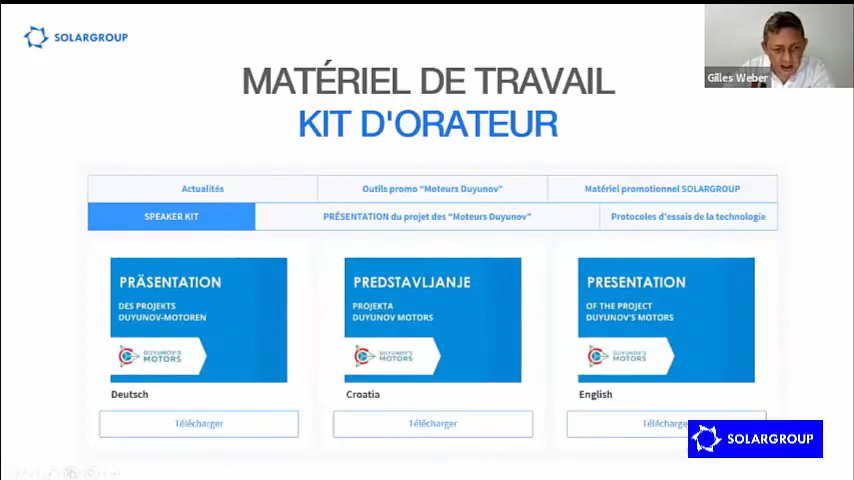 SOLARGROUP
Gilles Weber
MATÉRIEL DE TRAVAIL
KIT D'ORATEUR
Actualités
Outils promo “Moteurs Duyunov”
Matériel promotionnel SOLARGROUP
SPEAKER KIT
PRÉSENTATION du projet des “Moteurs Duyunov”
Protocoles d'essais de la technologie
PRÄSENTATION
DES PROJEKTS
DUYUNOV-MOTOREN
DUYUNOV'S
MOTORS
Deutsch
Télécharger
PREDSTAVLJANJE
PROJEKTA
DUYUNOV MOTORS
DUYUNOV'S
MOTORS
Croatia
Télécharger
PRESENTATION
OF THE PROJECT
DUYUNOV'S MOTORS
DUYUNOV'S
MOTORS
English
Télécharger
SOLARGROUP